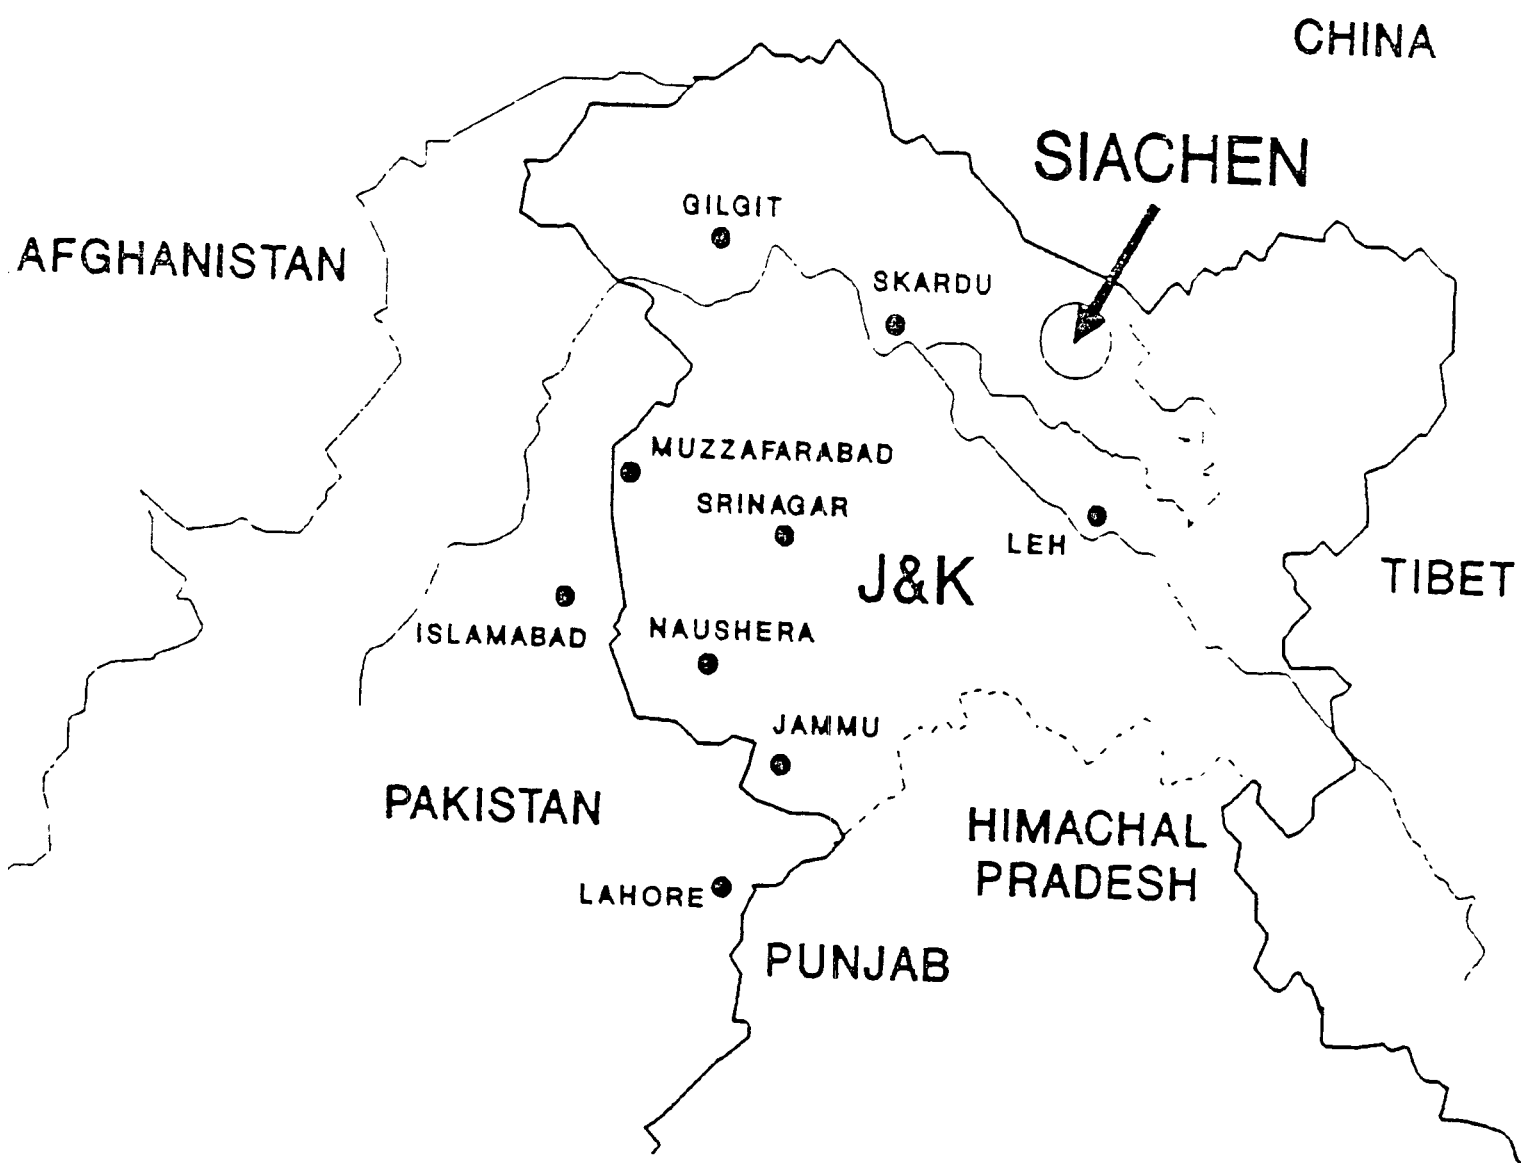 CHINA
SIACHEN
GILGIT
AFGHANISTAN
SKARDU
MUZZAFARABAD
SRINAGAR
LEH
J&K
TIBET
ISLAMABAD
NAUSHERA
JAMMU
PAKISTAN
HIMACHAL
PRADESH
LAHORE
PUNJAB